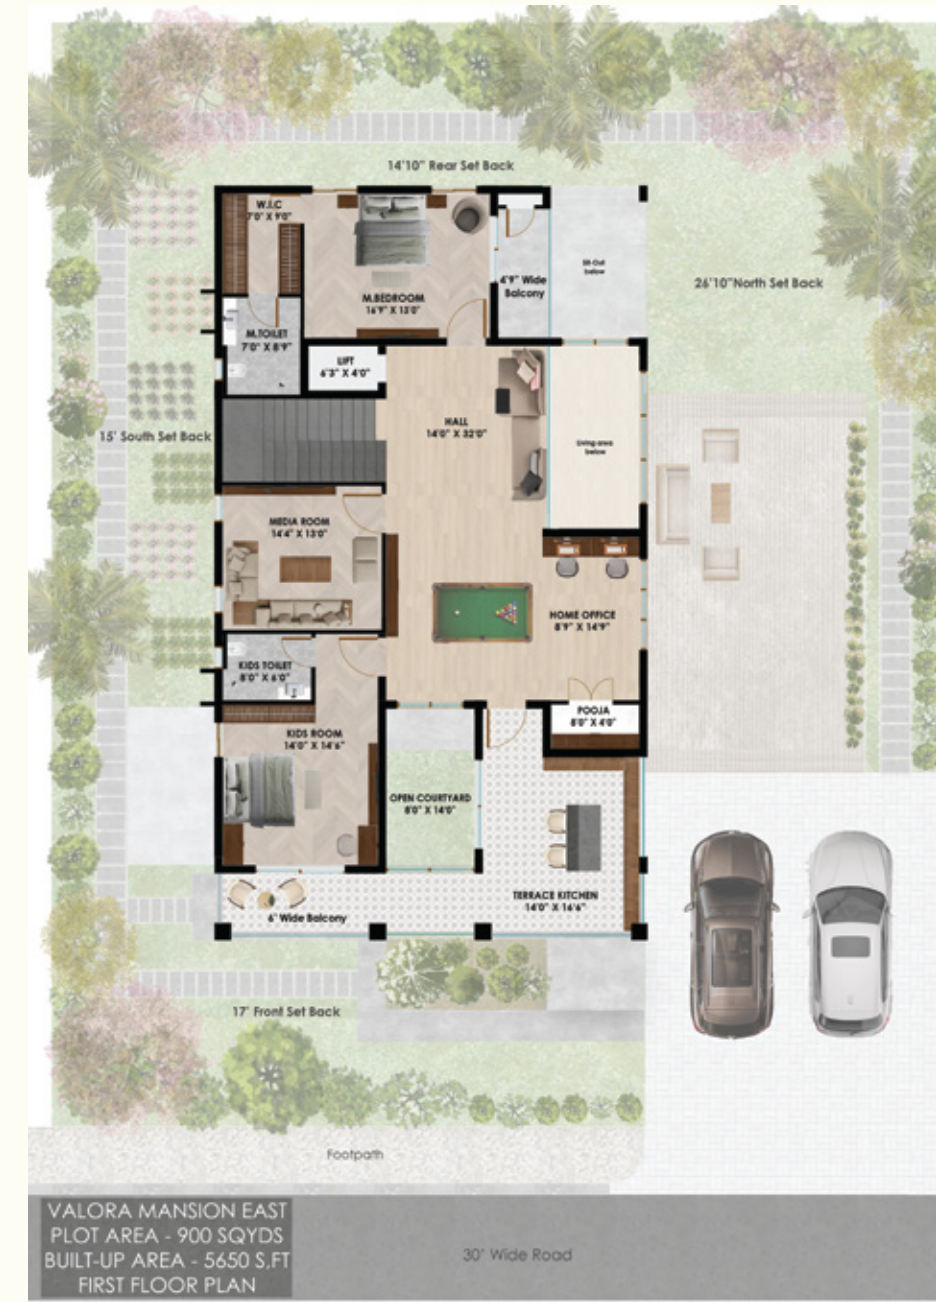 14'10" Rear Set Back
W.I.C
7'0" X 9'0"
M.BEDROOM
16'9" X 13'0"
4'9" Wide
Balcony
Sit-Out
below
26'10"North Set Back
M.TOILET
7'0" X 8'9"
LIFT
6'3" X 4'0"
HALL
14'0" X 32'0"
Living area
below
15' South Set Back
MEDIA ROOM
14'4" X 13'0"
HOME OFFICE
8'9" X 14'9"
KIDS TOILET
8'0" X 6'0"
POOJA
8'0" X 4'0"
KIDS ROOM
14'0" X 14'6"
OPEN COURTYARD
8'0" X 14'0"
TERRACE KITCHEN
14'0" X 16'6"
6' Wide Balcony
17' Front Set Back
Footpath
VALORA MANSION EAST
PLOT AREA - 900 SQYDS
BUILT-UP AREA - 5650 S,FT
FIRST FLOOR PLAN
30' Wide Road